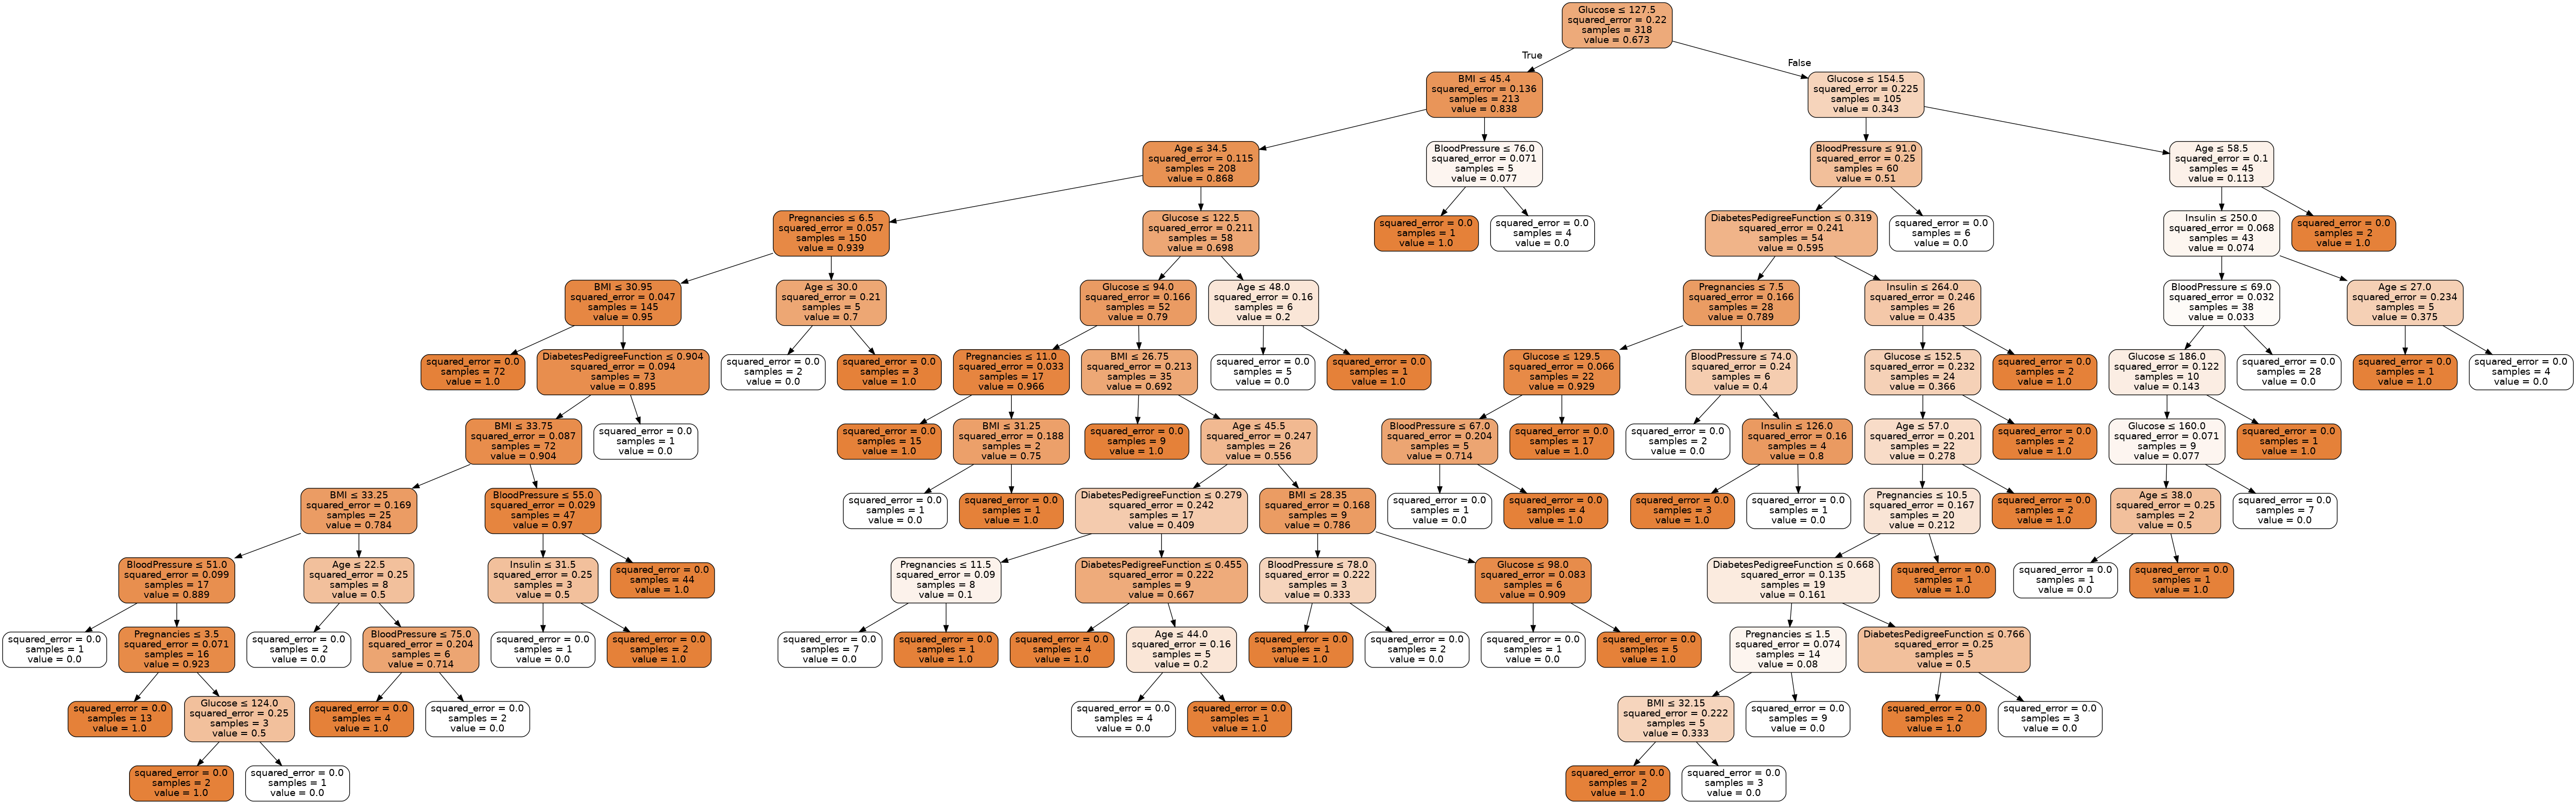 Glucose ≤ 127.5
squared_error = 0.22
samples = 318
value = 0.673
True
False
BMI ≤ 45.4
squared_error = 0.136
samples = 213
value = 0.838
Glucose ≤ 154.5
squared_error = 0.225
samples = 105
value = 0.343
Age ≤ 34.5
squared_error = 0.115
samples = 208
value = 0.868
BloodPressure ≤ 76.0
squared_error = 0.071
samples = 5
value = 0.077
BloodPressure ≤ 91.0
squared_error = 0.25
samples = 60
value = 0.51
Age ≤ 58.5
squared_error = 0.1
samples = 45
value = 0.113
Pregnancies ≤ 6.5
squared_error = 0.057
samples = 150
value = 0.939
Glucose ≤ 122.5
squared_error = 0.211
samples = 58
value = 0.698
squared_error = 0.0
samples = 1
value = 1.0
squared_error = 0.0
samples = 4
value = 0.0
DiabetesPedigreeFunction ≤ 0.319
squared_error = 0.241
samples = 54
value = 0.595
squared_error = 0.0
samples = 6
value = 0.0
Insulin ≤ 250.0
squared_error = 0.068
samples = 43
value = 0.074
squared_error = 0.0
samples = 2
value = 1.0
BMI ≤ 30.95
squared_error = 0.047
samples = 145
value = 0.95
Age ≤ 30.0
squared_error = 0.21
samples = 5
value = 0.7
Glucose ≤ 94.0
squared_error = 0.166
samples = 52
value = 0.79
Age ≤ 48.0
squared_error = 0.16
samples = 6
value = 0.2
Pregnancies ≤ 7.5
squared_error = 0.166
samples = 28
value = 0.789
Insulin ≤ 264.0
squared_error = 0.246
samples = 26
value = 0.435
BloodPressure ≤ 69.0
squared_error = 0.032
samples = 38
value = 0.033
Age ≤ 27.0
squared_error = 0.234
samples = 5
value = 0.375
squared_error = 0.0
samples = 72
value = 1.0
DiabetesPedigreeFunction ≤ 0.904
squared_error = 0.094
samples = 73
value = 0.895
squared_error = 0.0
samples = 2
value = 0.0
squared_error = 0.0
samples = 3
value = 1.0
Pregnancies ≤ 11.0
squared_error = 0.033
samples = 17
value = 0.966
BMI ≤ 26.75
squared_error = 0.213
samples = 35
value = 0.692
squared_error = 0.0
samples = 5
value = 0.0
squared_error = 0.0
samples = 1
value = 1.0
Glucose ≤ 129.5
squared_error = 0.066
samples = 22
value = 0.929
BloodPressure ≤ 74.0
squared_error = 0.24
samples = 6
value = 0.4
Glucose ≤ 152.5
squared_error = 0.232
samples = 24
value = 0.366
squared_error = 0.0
samples = 2
value = 1.0
Glucose ≤ 186.0
squared_error = 0.122
samples = 10
value = 0.143
squared_error = 0.0
samples = 28
value = 0.0
squared_error = 0.0
samples = 1
value = 1.0
squared_error = 0.0
samples = 4
value = 0.0
BMI ≤ 33.75
squared_error = 0.087
samples = 72
value = 0.904
squared_error = 0.0
samples = 1
value = 0.0
squared_error = 0.0
samples = 15
value = 1.0
BMI ≤ 31.25
squared_error = 0.188
samples = 2
value = 0.75
squared_error = 0.0
samples = 9
value = 1.0
Age ≤ 45.5
squared_error = 0.247
samples = 26
value = 0.556
BloodPressure ≤ 67.0
squared_error = 0.204
samples = 5
value = 0.714
squared_error = 0.0
samples = 17
value = 1.0
squared_error = 0.0
samples = 2
value = 0.0
Insulin ≤ 126.0
squared_error = 0.16
samples = 4
value = 0.8
Age ≤ 57.0
squared_error = 0.201
samples = 22
value = 0.278
squared_error = 0.0
samples = 2
value = 1.0
Glucose ≤ 160.0
squared_error = 0.071
samples = 9
value = 0.077
squared_error = 0.0
samples = 1
value = 1.0
BMI ≤ 33.25
squared_error = 0.169
samples = 25
value = 0.784
BloodPressure ≤ 55.0
squared_error = 0.029
samples = 47
value = 0.97
squared_error = 0.0
samples = 1
value = 0.0
squared_error = 0.0
samples = 1
value = 1.0
DiabetesPedigreeFunction ≤ 0.279
squared_error = 0.242
samples = 17
value = 0.409
BMI ≤ 28.35
squared_error = 0.168
samples = 9
value = 0.786
squared_error = 0.0
samples = 1
value = 0.0
squared_error = 0.0
samples = 4
value = 1.0
squared_error = 0.0
samples = 3
value = 1.0
squared_error = 0.0
samples = 1
value = 0.0
Pregnancies ≤ 10.5
squared_error = 0.167
samples = 20
value = 0.212
squared_error = 0.0
samples = 2
value = 1.0
Age ≤ 38.0
squared_error = 0.25
samples = 2
value = 0.5
squared_error = 0.0
samples = 7
value = 0.0
BloodPressure ≤ 51.0
squared_error = 0.099
samples = 17
value = 0.889
Age ≤ 22.5
squared_error = 0.25
samples = 8
value = 0.5
Insulin ≤ 31.5
squared_error = 0.25
samples = 3
value = 0.5
squared_error = 0.0
samples = 44
value = 1.0
Pregnancies ≤ 11.5
squared_error = 0.09
samples = 8
value = 0.1
DiabetesPedigreeFunction ≤ 0.455
squared_error = 0.222
samples = 9
value = 0.667
BloodPressure ≤ 78.0
squared_error = 0.222
samples = 3
value = 0.333
Glucose ≤ 98.0
squared_error = 0.083
samples = 6
value = 0.909
DiabetesPedigreeFunction ≤ 0.668
squared_error = 0.135
samples = 19
value = 0.161
squared_error = 0.0
samples = 1
value = 1.0
squared_error = 0.0
samples = 1
value = 0.0
squared_error = 0.0
samples = 1
value = 1.0
squared_error = 0.0
samples = 1
value = 0.0
Pregnancies ≤ 3.5
squared_error = 0.071
samples = 16
value = 0.923
squared_error = 0.0
samples = 2
value = 0.0
BloodPressure ≤ 75.0
squared_error = 0.204
samples = 6
value = 0.714
squared_error = 0.0
samples = 1
value = 0.0
squared_error = 0.0
samples = 2
value = 1.0
squared_error = 0.0
samples = 7
value = 0.0
squared_error = 0.0
samples = 1
value = 1.0
squared_error = 0.0
samples = 4
value = 1.0
Age ≤ 44.0
squared_error = 0.16
samples = 5
value = 0.2
squared_error = 0.0
samples = 1
value = 1.0
squared_error = 0.0
samples = 2
value = 0.0
squared_error = 0.0
samples = 1
value = 0.0
squared_error = 0.0
samples = 5
value = 1.0
Pregnancies ≤ 1.5
squared_error = 0.074
samples = 14
value = 0.08
DiabetesPedigreeFunction ≤ 0.766
squared_error = 0.25
samples = 5
value = 0.5
squared_error = 0.0
samples = 13
value = 1.0
Glucose ≤ 124.0
squared_error = 0.25
samples = 3
value = 0.5
squared_error = 0.0
samples = 4
value = 1.0
squared_error = 0.0
samples = 2
value = 0.0
squared_error = 0.0
samples = 4
value = 0.0
squared_error = 0.0
samples = 1
value = 1.0
BMI ≤ 32.15
squared_error = 0.222
samples = 5
value = 0.333
squared_error = 0.0
samples = 9
value = 0.0
squared_error = 0.0
samples = 2
value = 1.0
squared_error = 0.0
samples = 3
value = 0.0
squared_error = 0.0
samples = 2
value = 1.0
squared_error = 0.0
samples = 1
value = 0.0
squared_error = 0.0
samples = 2
value = 1.0
squared_error = 0.0
samples = 3
value = 0.0